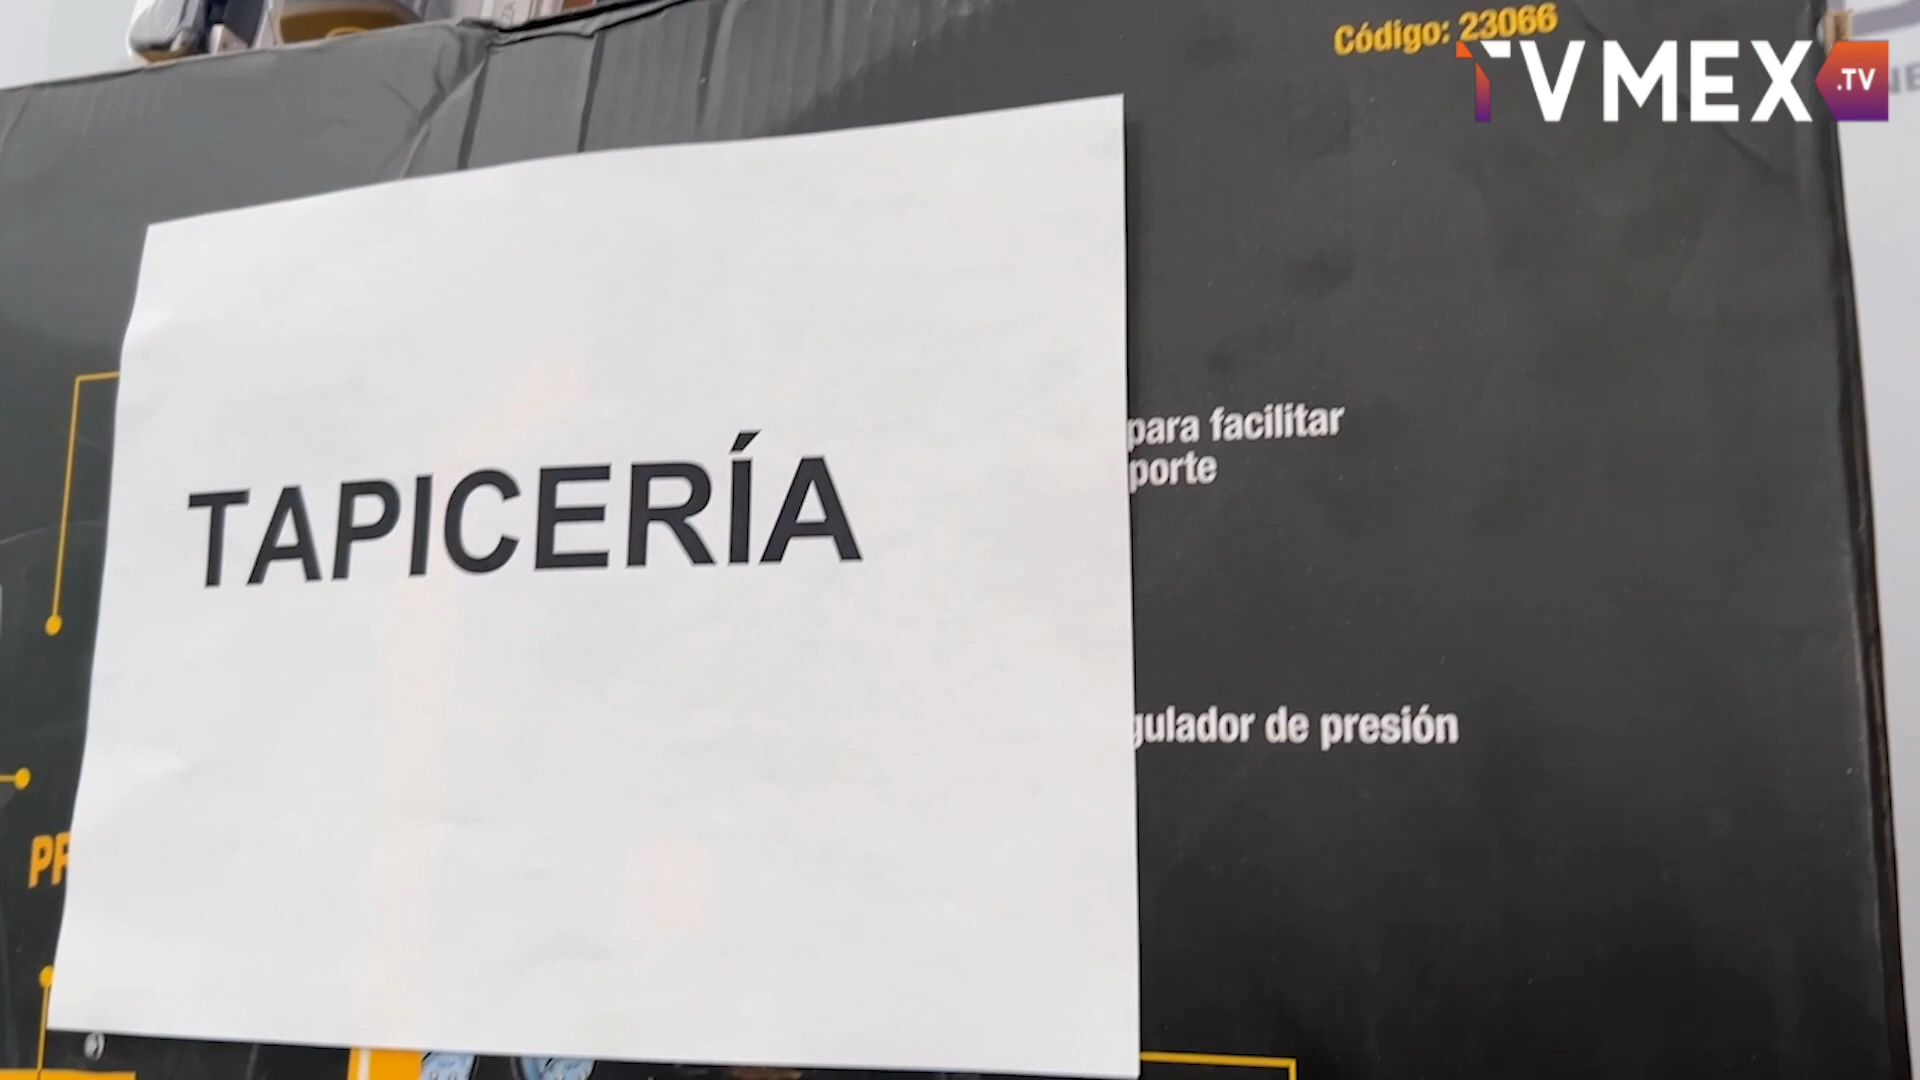 Código: 23066
TVMEX.TV
TAPICERÍA
para facilitar
porte
gulador de presión